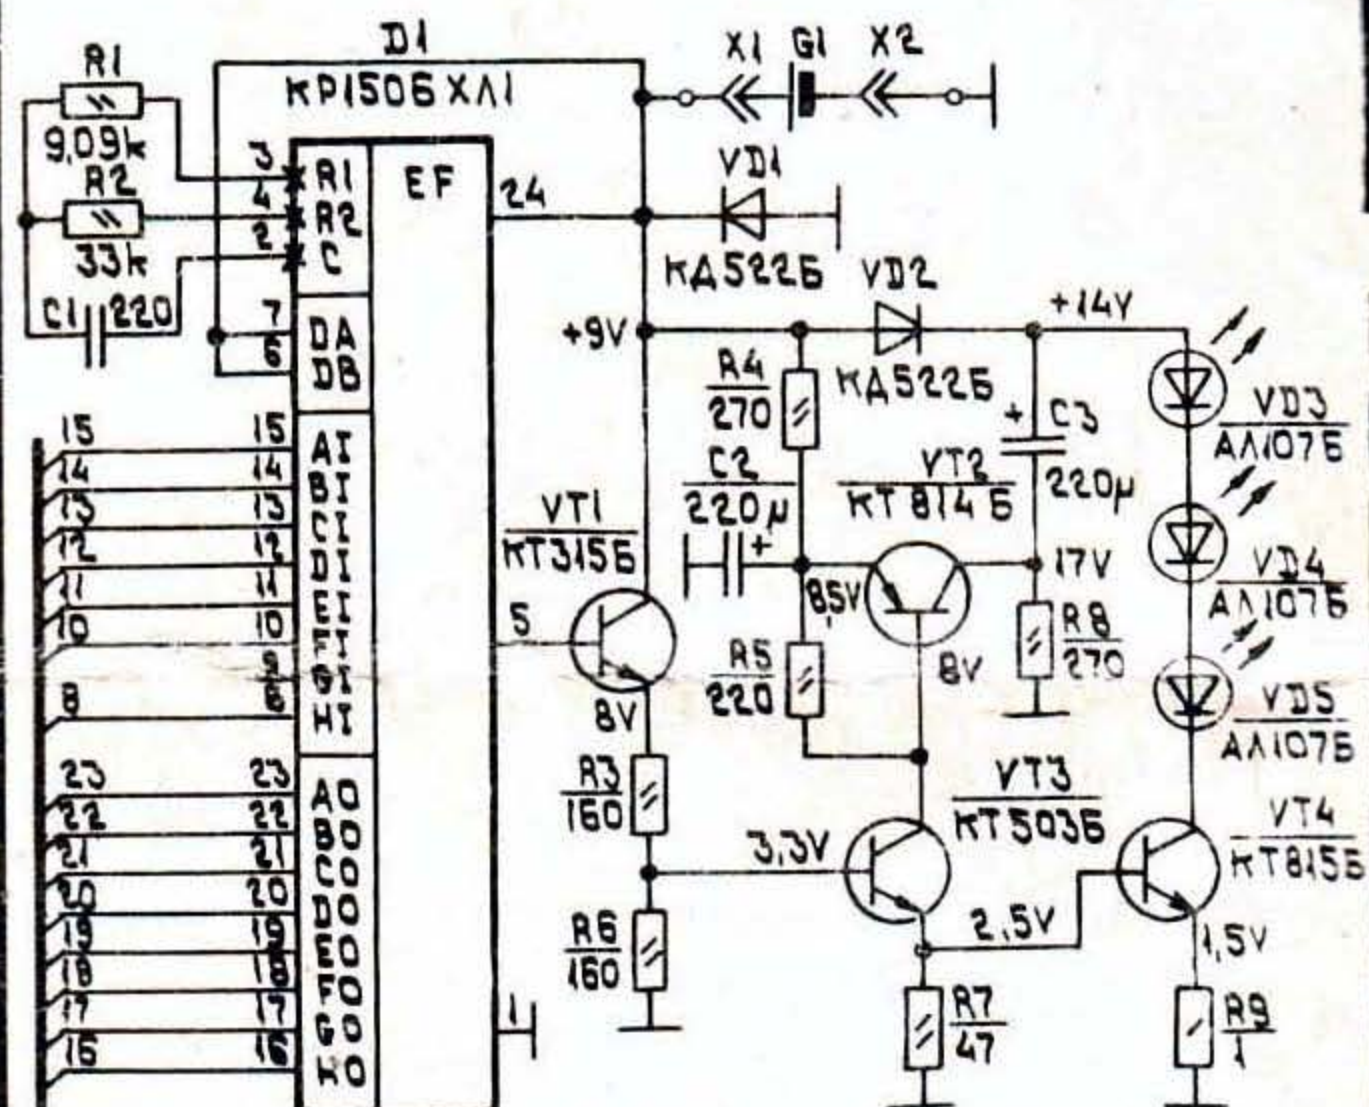 D1
КР1506ХЛ1
X1 G1 X2
R1
9,09k
R2
33k
C1 220
3 R1
4 R2
2 C
EF
24
VD1
КД522Б
VD2
КД522Б
7 DA
6 DB
+9V
+14V
R4
270
C2
220μ
+
VT2
КТ814Б
+ C3
220μ
VD3
АЛ107Б
VD4
АЛ107Б
VD5
АЛ107Б
15 15 AI
14 14 BI
13 13 CI
12 12 DI
11 11 EI
10 10 FI
9 GI
8 8 HI
VT1
КТ315Б
5
8V
8,5V
17V
8V
R5
220
R8
270
R3
160
3,3V
VT3
КТ503Б
VT4
КТ815Б
23 23 AO
22 22 BO
21 21 CO
20 20 DO
19 19 EO
18 18 FO
17 17 GO
16 16 HO
R6
160
2,5V
1,5V
1
R7
47
R9
1